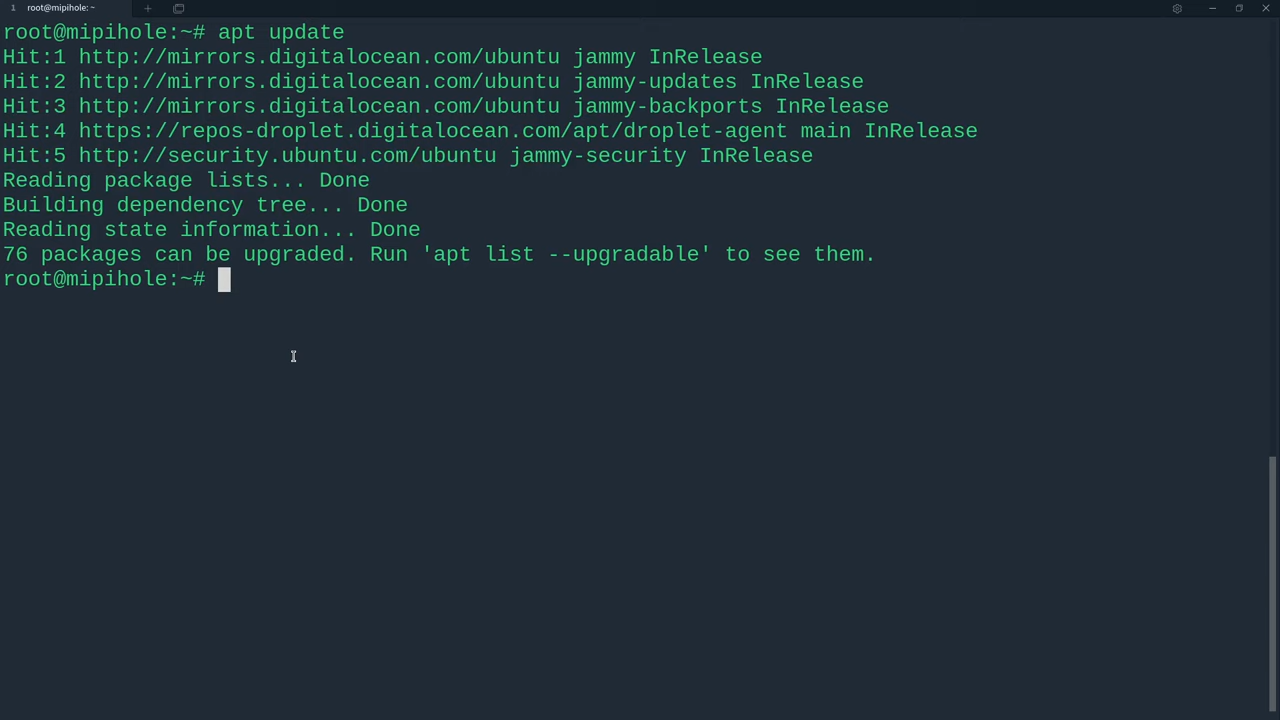 1 root@mipihole: ~
root@mipihole:~# apt update
Hit:1 http://mirrors.digitalocean.com/ubuntu jammy InRelease
Hit:2 http://mirrors.digitalocean.com/ubuntu jammy-updates InRelease
Hit:3 http://mirrors.digitalocean.com/ubuntu jammy-backports InRelease
Hit:4 https://repos-droplet.digitalocean.com/apt/droplet-agent main InRelease
Hit:5 http://security.ubuntu.com/ubuntu jammy-security InRelease
Reading package lists... Done
Building dependency tree... Done
Reading state information... Done
76 packages can be upgraded. Run 'apt list --upgradable' to see them.
root@mipihole:~#